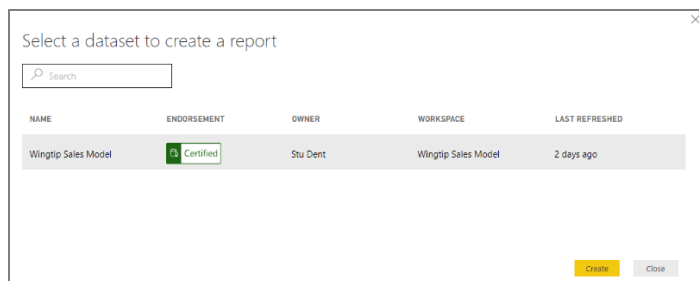 Select a dataset to create a report
Search
NAME ENDORSEMENT OWNER WORKSPACE LAST REFRESHED
Wingtip Sales Model Certified Stu Dent Wingtip Sales Model 2 days ago
Create Close